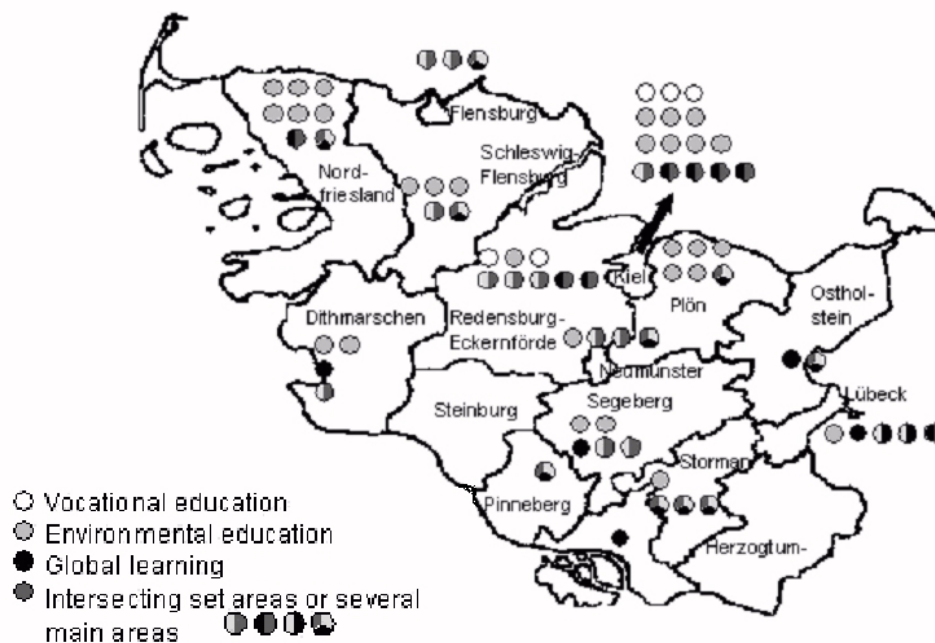 Flensburg
Schleswig-
Flensburg
Nord-
friesland
Kiel
Plön
Osthol-
stein
Dithmarschen
Redensburg-
Eckernförde
Neumünster
Lübeck
Steinburg
Segeberg
Storman
Pinneberg
Herzogtum-
Vocational education
Environmental education
Global learning
Intersecting set areas or several
main areas